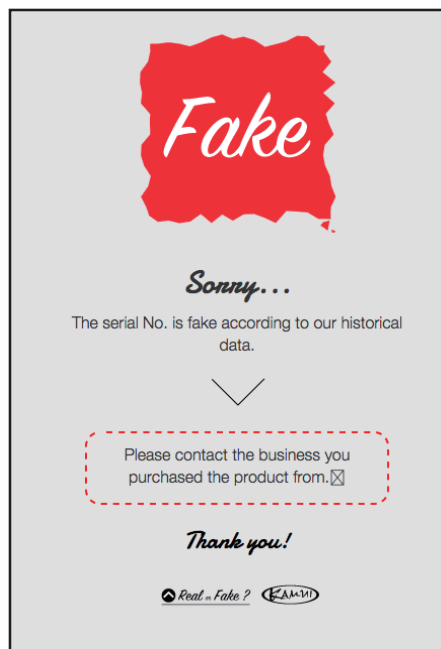 Fake
Sorry...
The serial No. is fake according to our historical
data.
Please contact the business you
purchased the product from.
Thank you!
Real or Fake ?
KAMUI